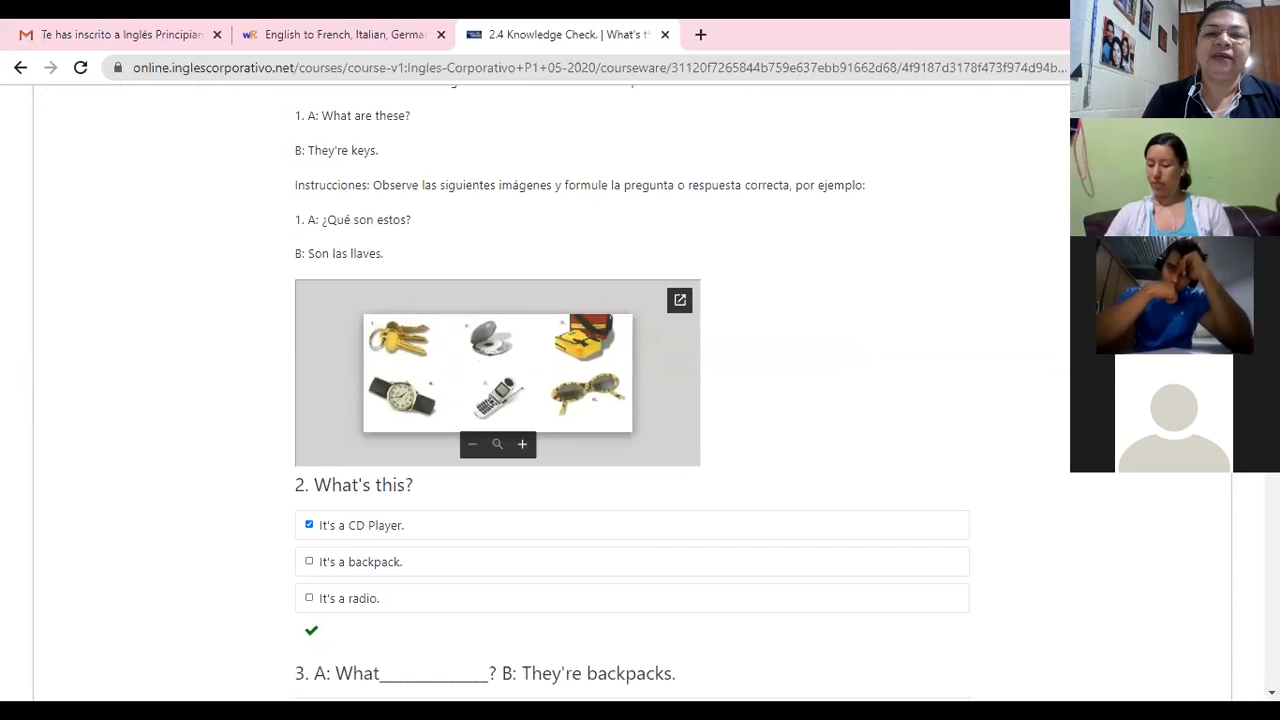 Te has inscrito a Inglés Principian
English to French, Italian, Germa
2.4 Knowledge Check. | What's t
online.inglescorporativo.net/courses/course-v1:Ingles-Corporativo+P1+05-2020/courseware/31120f7265844b759e637ebb91662d68/4f9187d3178f473f974d94b...
1. A: What are these?
B: They're keys.
Instrucciones: Observe las siguientes imágenes y formule la pregunta o respuesta correcta, por ejemplo:
1. A: ¿Qué son estos?
B: Son las llaves.
2. What's this?
It's a CD Player.
It's a backpack.
It's a radio.
3. A: What_____________? B: They're backpacks.